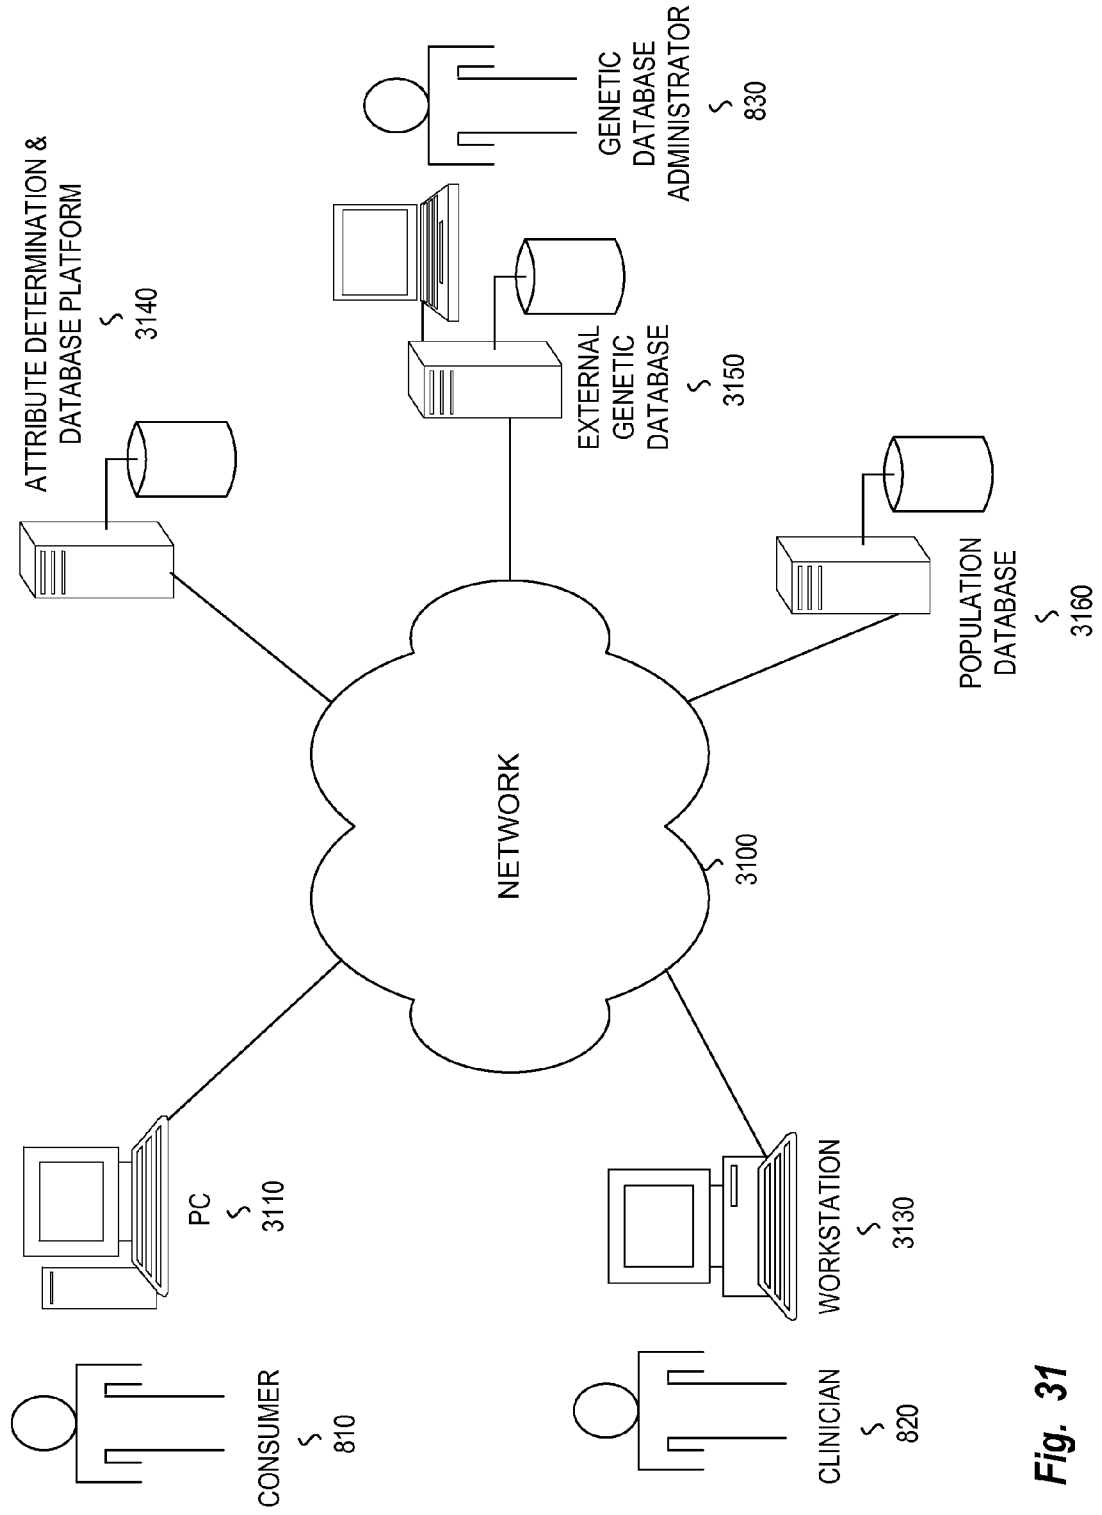 ATTRIBUTE DETERMINATION &
DATABASE PLATFORM
3140
CONSUMER
810
PC
3110
NETWORK
3100
EXTERNAL
GENETIC
DATABASE
3150
GENETIC
DATABASE
ADMINISTRATOR
830
CLINICIAN
820
WORKSTATION
3130
POPULATION
DATABASE
3160
Fig. 31